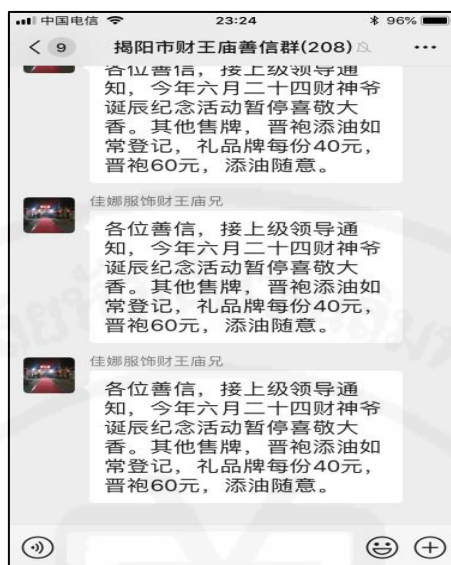 中国电信 23:24 96%
9 揭阳市财王庙善信群(208)
各位善信，接上级领导通
知，今年六月二十四财神爷
诞辰纪念活动暂停喜敬大
香。其他售牌，晋袍添油如
常登记，礼品牌每份40元，
晋袍60元，添油随意。
佳娜服饰财王庙兄
各位善信，接上级领导通
知，今年六月二十四财神爷
诞辰纪念活动暂停喜敬大
香。其他售牌，晋袍添油如
常登记，礼品牌每份40元，
晋袍60元，添油随意。
佳娜服饰财王庙兄
各位善信，接上级领导通
知，今年六月二十四财神爷
诞辰纪念活动暂停喜敬大
香。其他售牌，晋袍添油如
常登记，礼品牌每份40元，
晋袍60元，添油随意。